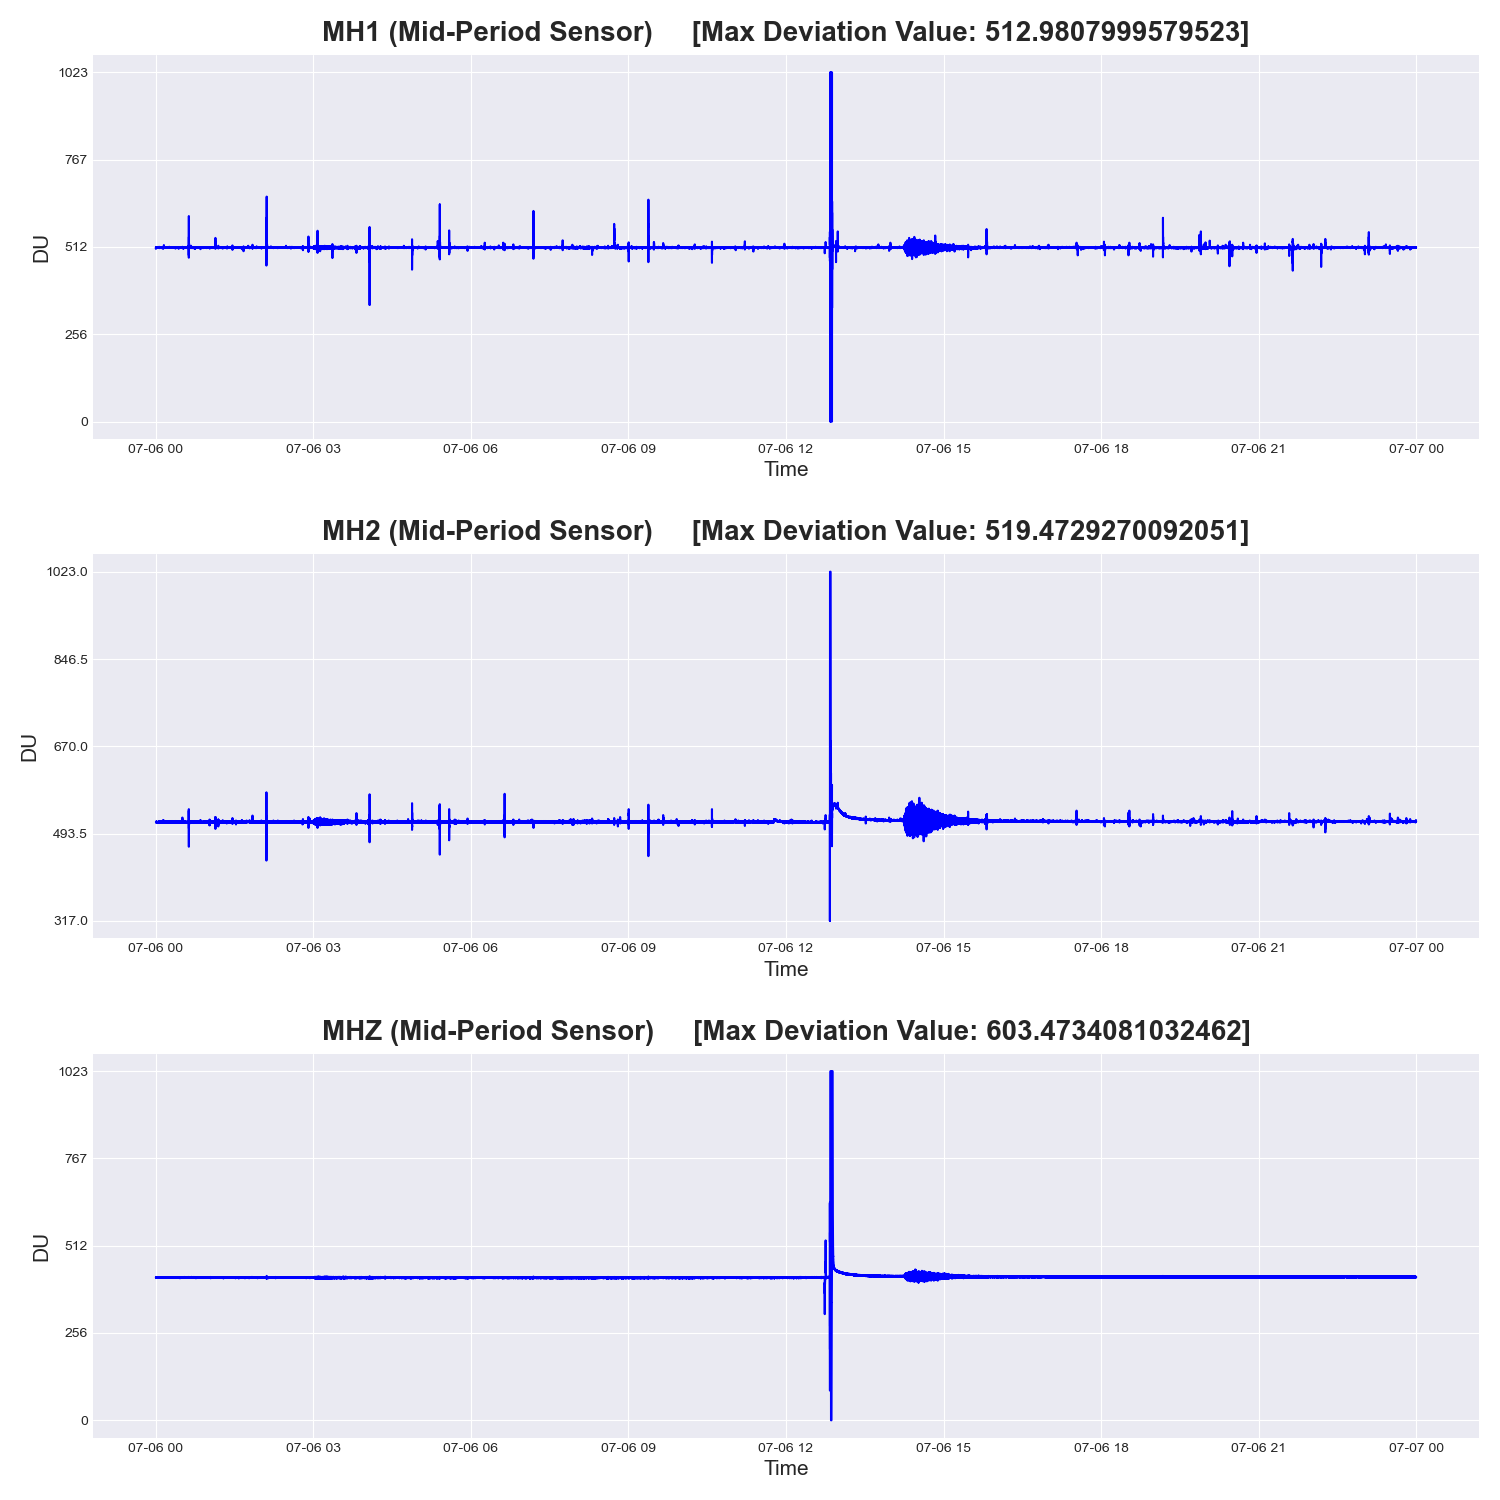 MH1 (Mid-Period Sensor) [Max Deviation Value: 512.9807999579523]
1023
767
512
256
0
DU
07-06 00 07-06 03 07-06 06 07-06 09 07-06 12 07-06 15 07-06 18 07-06 21 07-07 00
Time
MH2 (Mid-Period Sensor) [Max Deviation Value: 519.4729270092051]
1023.0
846.5
670.0
493.5
317.0
DU
07-06 00 07-06 03 07-06 06 07-06 09 07-06 12 07-06 15 07-06 18 07-06 21 07-07 00
Time
MHZ (Mid-Period Sensor) [Max Deviation Value: 603.4734081032462]
1023
767
512
256
0
DU
07-06 00 07-06 03 07-06 06 07-06 09 07-06 12 07-06 15 07-06 18 07-06 21 07-07 00
Time